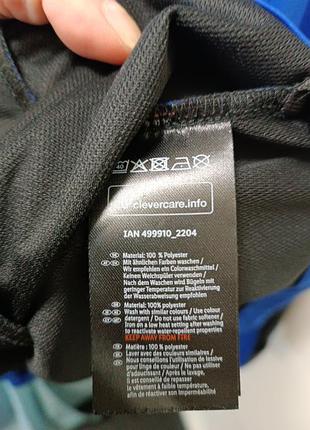 40
clevercare.info
IAN 499910_2204
Material: 100 % Polyester
Mit ähnlichen Farben waschen /
Wir empfehlen ein Colorwaschmittel /
Keinen Weichspüler verwenden /
Nach dem Waschen wird Bügeln mit
geringer Temperatur zur Reaktivierung
der Wasserabweisung empfohlen
Material: 100% polyester
Wash with similar colours / Use colour
detergent / Do not use fabric softener /
Iron on a low heat setting after washing
to reactivate water-repellent properties
KEEP AWAY FROM FIRE
Matière : 100% polyester
Laver avec des couleurs similaires /
Nous conseillons l'utilisation de lessive
pour linge de couleur / Ne pas utiliser
d'adoucissant / Après le lavage,
il est conseillé de repasser
le vêtement à faible température,
afin de réactiver son imperméabilité